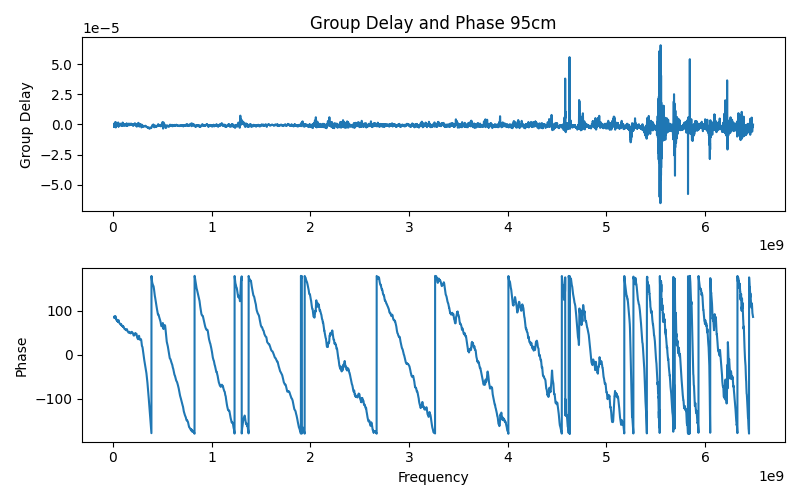 Group Delay and Phase 95cm
1e−5
Group Delay
5.0
2.5
0.0
−2.5
−5.0
0 1 2 3 4 5 6
1e9
Phase
100
0
−100
0 1 2 3 4 5 6
Frequency
1e9